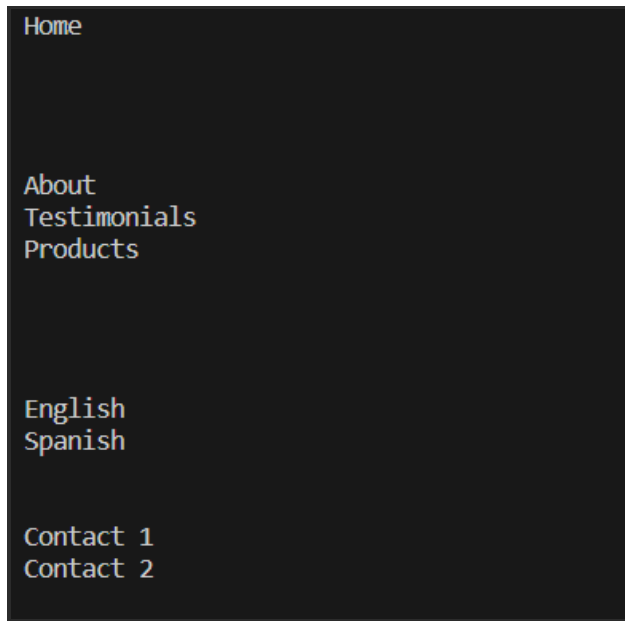 Home
About
Testimonials
Products
English
Spanish
Contact 1
Contact 2